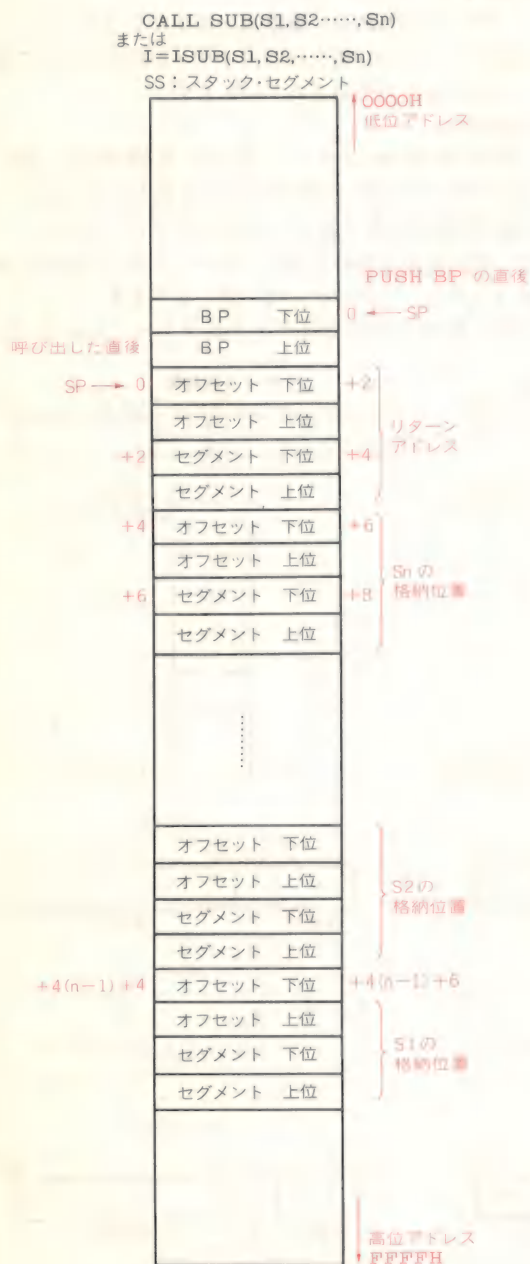 CALL SUB(S1, S2……, Sn)
または
I=ISUB(S1, S2,……, Sn)
SS：スタック・セグメント
0000H
低位アドレス
PUSH BP の直後
BP 下位 0 ← SP
呼び出した直後 BP 上位
SP → 0 オフセット 下位 +2
オフセット 上位
リターン
アドレス
+2 セグメント 下位 +4
セグメント 上位
+4 オフセット 下位 +6
オフセット 上位
Snの
格納位置
+6 セグメント 下位 +8
セグメント 上位
………
オフセット 下位
オフセット 上位
S2の
格納位置
セグメント 下位
セグメント 上位
+4(n−1)+4 オフセット 下位 +4(n−1)+6
オフセット 上位
S1の
格納位置
セグメント 下位
セグメント 上位
高位アドレス
FFFFH